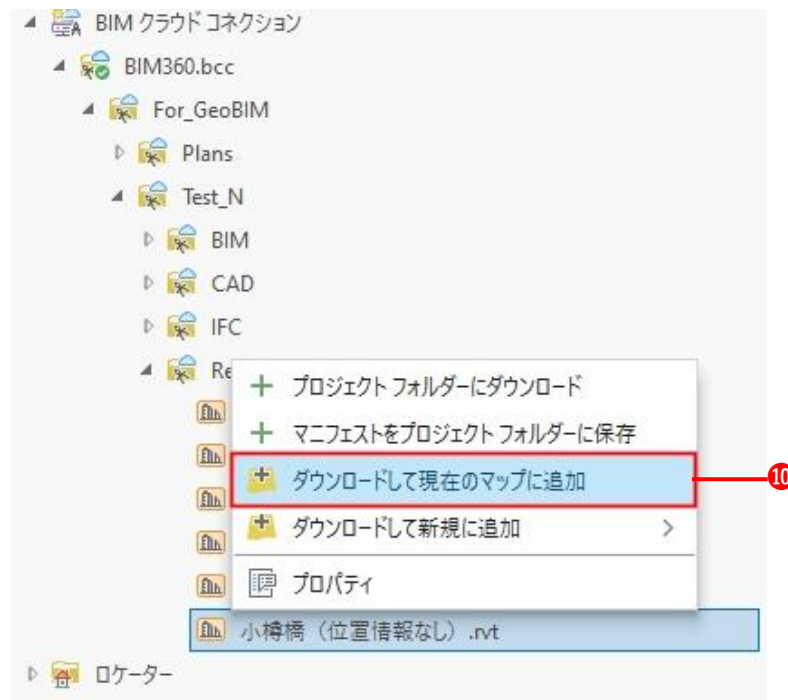 BIM クラウド コネクション
BIM360.bcc
For_GeoBIM
Plans
Test_N
BIM
CAD
IFC
Re
プロジェクト フォルダーにダウンロード
マニフェストをプロジェクト フォルダーに保存
ダウンロードして現在のマップに追加
10
ダウンロードして新規に追加
プロパティ
小樽橋（位置情報なし）.rvt
ロケーター